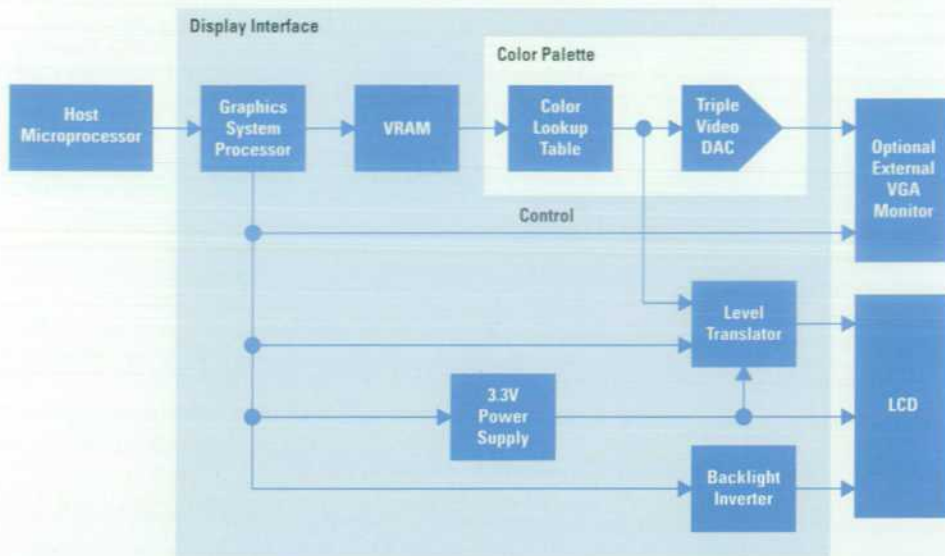 Display Interface
Color Palette
Host
Microprocessor
Graphics
System
Processor
VRAM
Color
Lookup
Table
Triple
Video
DAC
Optional
External
VGA
Monitor
Control
Level
Translator
3.3V
Power
Supply
LCD
Backlight
Inverter